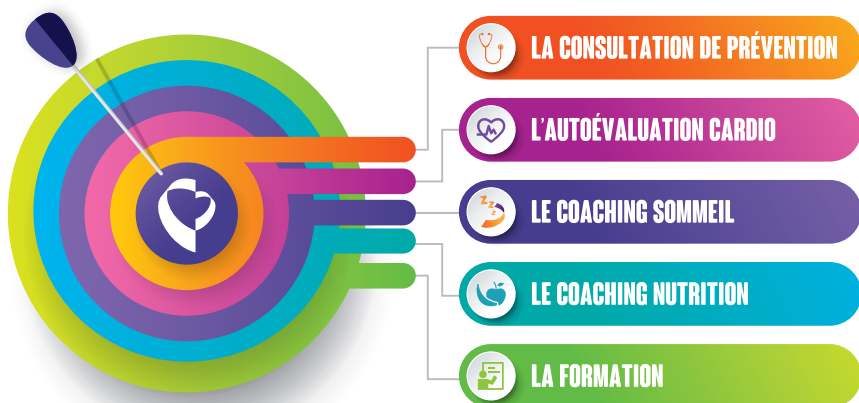 LA CONSULTATION DE PRÉVENTION
L'AUTOÉVALUATION CARDIO
Z Z Z
LE COACHING SOMMEIL
LE COACHING NUTRITION
LA FORMATION